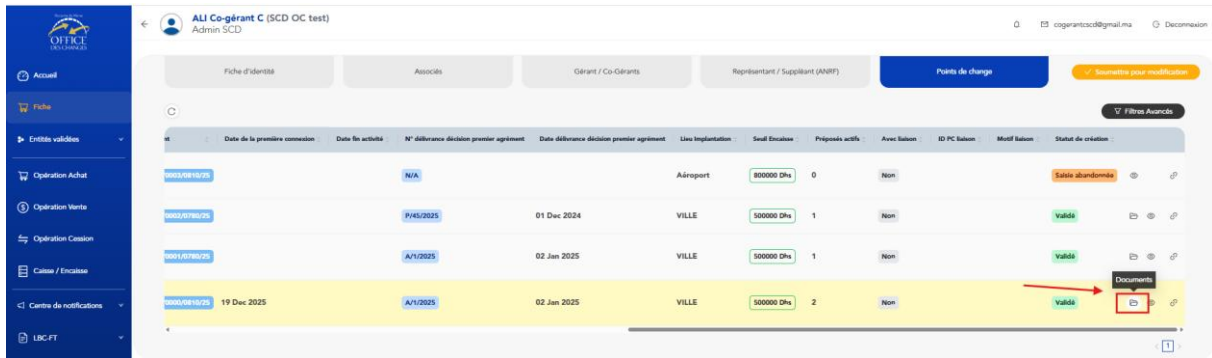 OFFICE
DES CHANGES
ALI Co-gérant C (SCD OC test)
Admin SCD
cogerantcscd@gmail.ma
Deconnexion
Accueil
Fiche
Entités validées
Opération Achat
Opération Vente
Opération Cession
Caisse / Encaisse
Centre de notifications
LBC-FT
Fiche d'identité
Associés
Gérant / Co-Gérants
Représentant / Suppléant (ANRF)
Points de change
Soumettre pour modification
Filtres Avancés
Date de la première connexion
Date fin activité
N° délivrance décision premier agrément
Date délivrance décision premier agrément
Lieu Implantation
Seuil Encaisse
Préposés actifs
Avec liaison
ID PC liaison
Motif liaison
Statut de création
0003/0810/25 N/A Aéroport 800000 Dhs 0 Non Saisie abandonnée
0002/0780/25 P/45/2025 01 Dec 2024 VILLE 500000 Dhs 1 Non Validé
0001/0780/25 A/1/2025 02 Jan 2025 VILLE 500000 Dhs 1 Non Validé
Documents
0000/0810/25 19 Dec 2025 A/1/2025 02 Jan 2025 VILLE 500000 Dhs 2 Non Validé
1